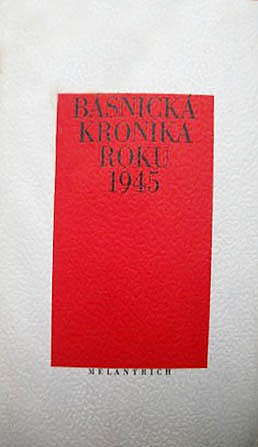 BÁSNICKÁ
KRONIKA
ROKU
1945
MELANTRICH